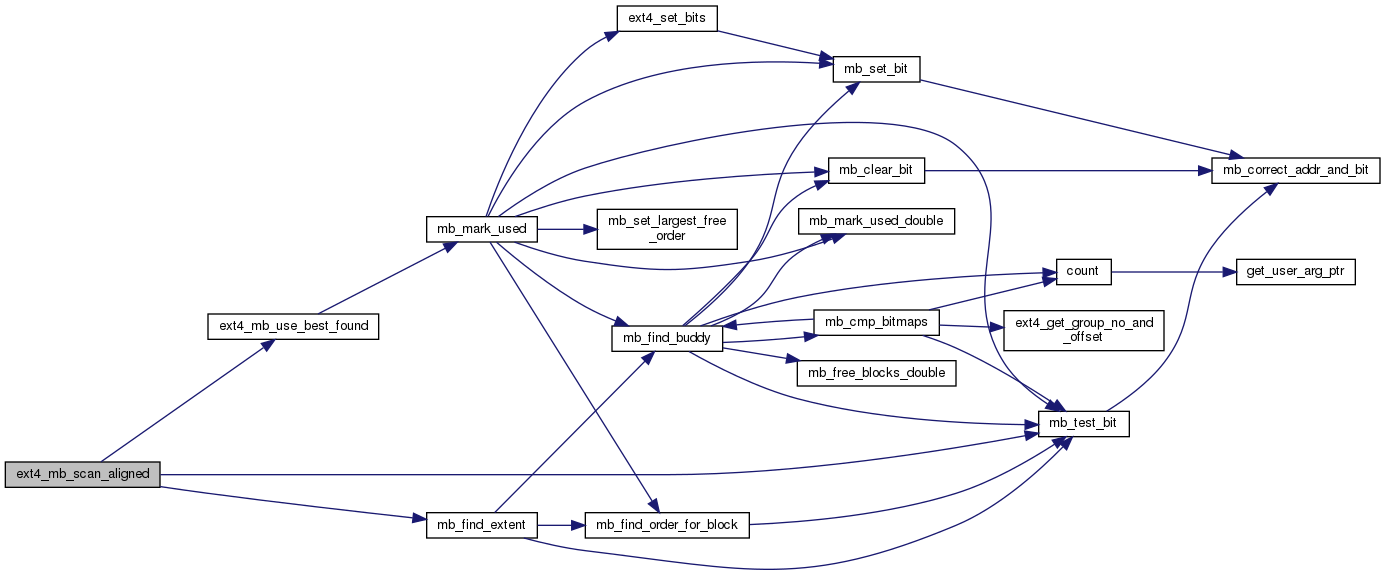 ext4_set_bits
mb_set_bit
mb_clear_bit
mb_correct_addr_and_bit
mb_mark_used
mb_set_largest_free
_order
mb_mark_used_double
count
get_user_arg_ptr
ext4_mb_use_best_found
mb_find_buddy
mb_cmp_bitmaps
ext4_get_group_no_and
_offset
mb_free_blocks_double
mb_test_bit
ext4_mb_scan_aligned
mb_find_extent
mb_find_order_for_block